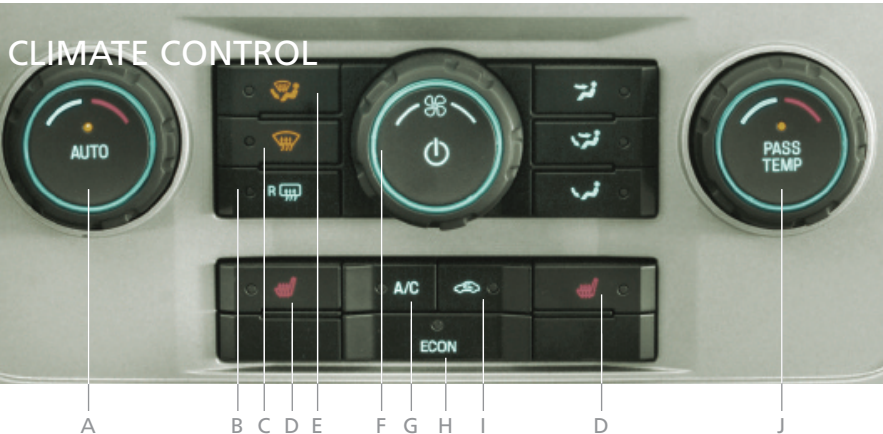 CLIMATE CONTROL
AUTO
PASS
TEMP
R
A/C
ECON
A B C D E F G H I D J